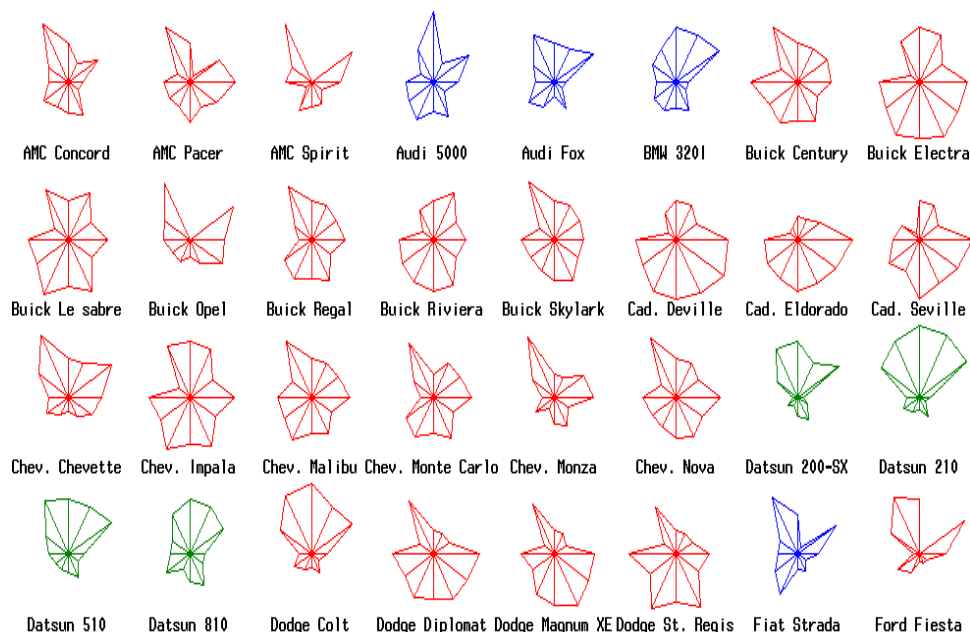 AMC Concord AMC Pacer AMC Spirit Audi 5000 Audi Fox BMW 320I Buick Century Buick Electra
Buick Le sabre Buick Opel Buick Regal Buick Riviera Buick Skylark Cad. Deville Cad. Eldorado Cad. Seville
Chev. Chevette Chev. Impala Chev. Malibu Chev. Monte Carlo Chev. Monza Chev. Nova Datsun 200-SX Datsun 210
Datsun 510 Datsun 810 Dodge Colt Dodge Diplomat Dodge Magnum XE Dodge St. Regis Fiat Strada Ford Fiesta